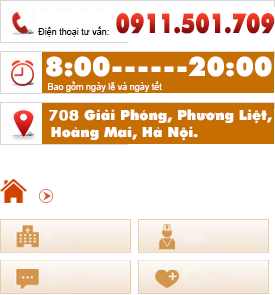 Điện thoại tư vấn: 0911.501.709
8:00------20:00
Bao gồm ngày lễ và ngày tết
708 Giải Phóng, Phương Liệt,
Hoàng Mai, Hà Nội.